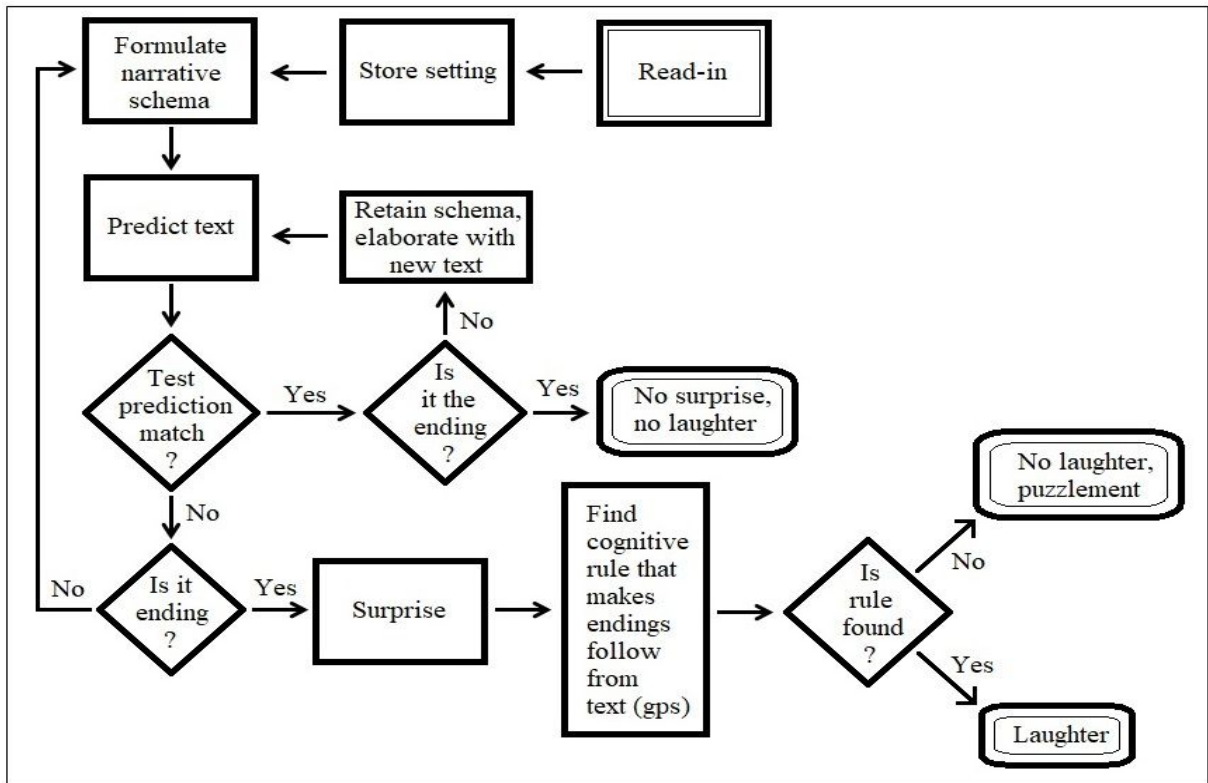 Formulate
narrative
schema
Store setting
Read-in
Predict text
Retain schema,
elaborate with
new text
No
Test
prediction
match
?
Yes
Is
it the
ending
?
Yes
No surprise,
no laughter
No
No
Is it
ending
?
Yes
Surprise
Find
cognitive
rule that
makes
endings
follow
from
text (gps)
Is
rule
found
?
No
No laughter,
puzzlement
Yes
Laughter